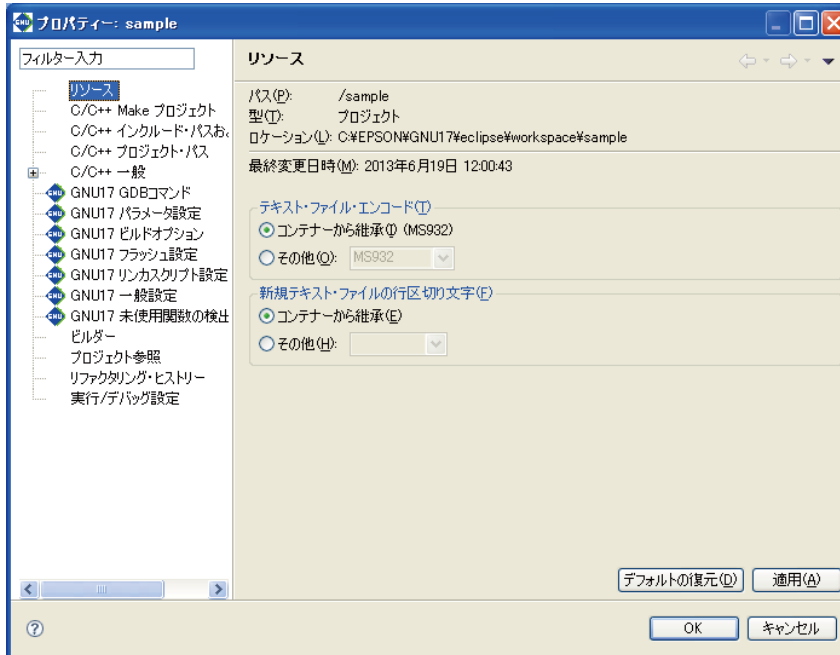 プロパティー: sample
フィルター入力
リソース
C/C++ Make プロジェクト
C/C++ インクルード・パスお
C/C++ プロジェクト・パス
C/C++ 一般
GNU17 GDBコマンド
GNU17 パラメータ設定
GNU17 ビルドオプション
GNU17 フラッシュ設定
GNU17 リンカスクリプト設定
GNU17 一般設定
GNU17 未使用関数の検出
ビルダー
プロジェクト参照
リファクタリング・ヒストリー
実行/デバッグ設定
リソース
パス(P): /sample
型(T): プロジェクト
ロケーション(L): C:¥EPSON¥GNU17¥eclipse¥workspace¥sample
最終変更日時(M): 2013年6月19日 12:00:43
テキスト・ファイル・エンコード(T)
コンテナーから継承(I) (MS932)
その他(O): MS932
新規テキスト・ファイルの行区切り文字(F)
コンテナーから継承(E)
その他(H):
デフォルトの復元(D) 適用(A)
OK キャンセル